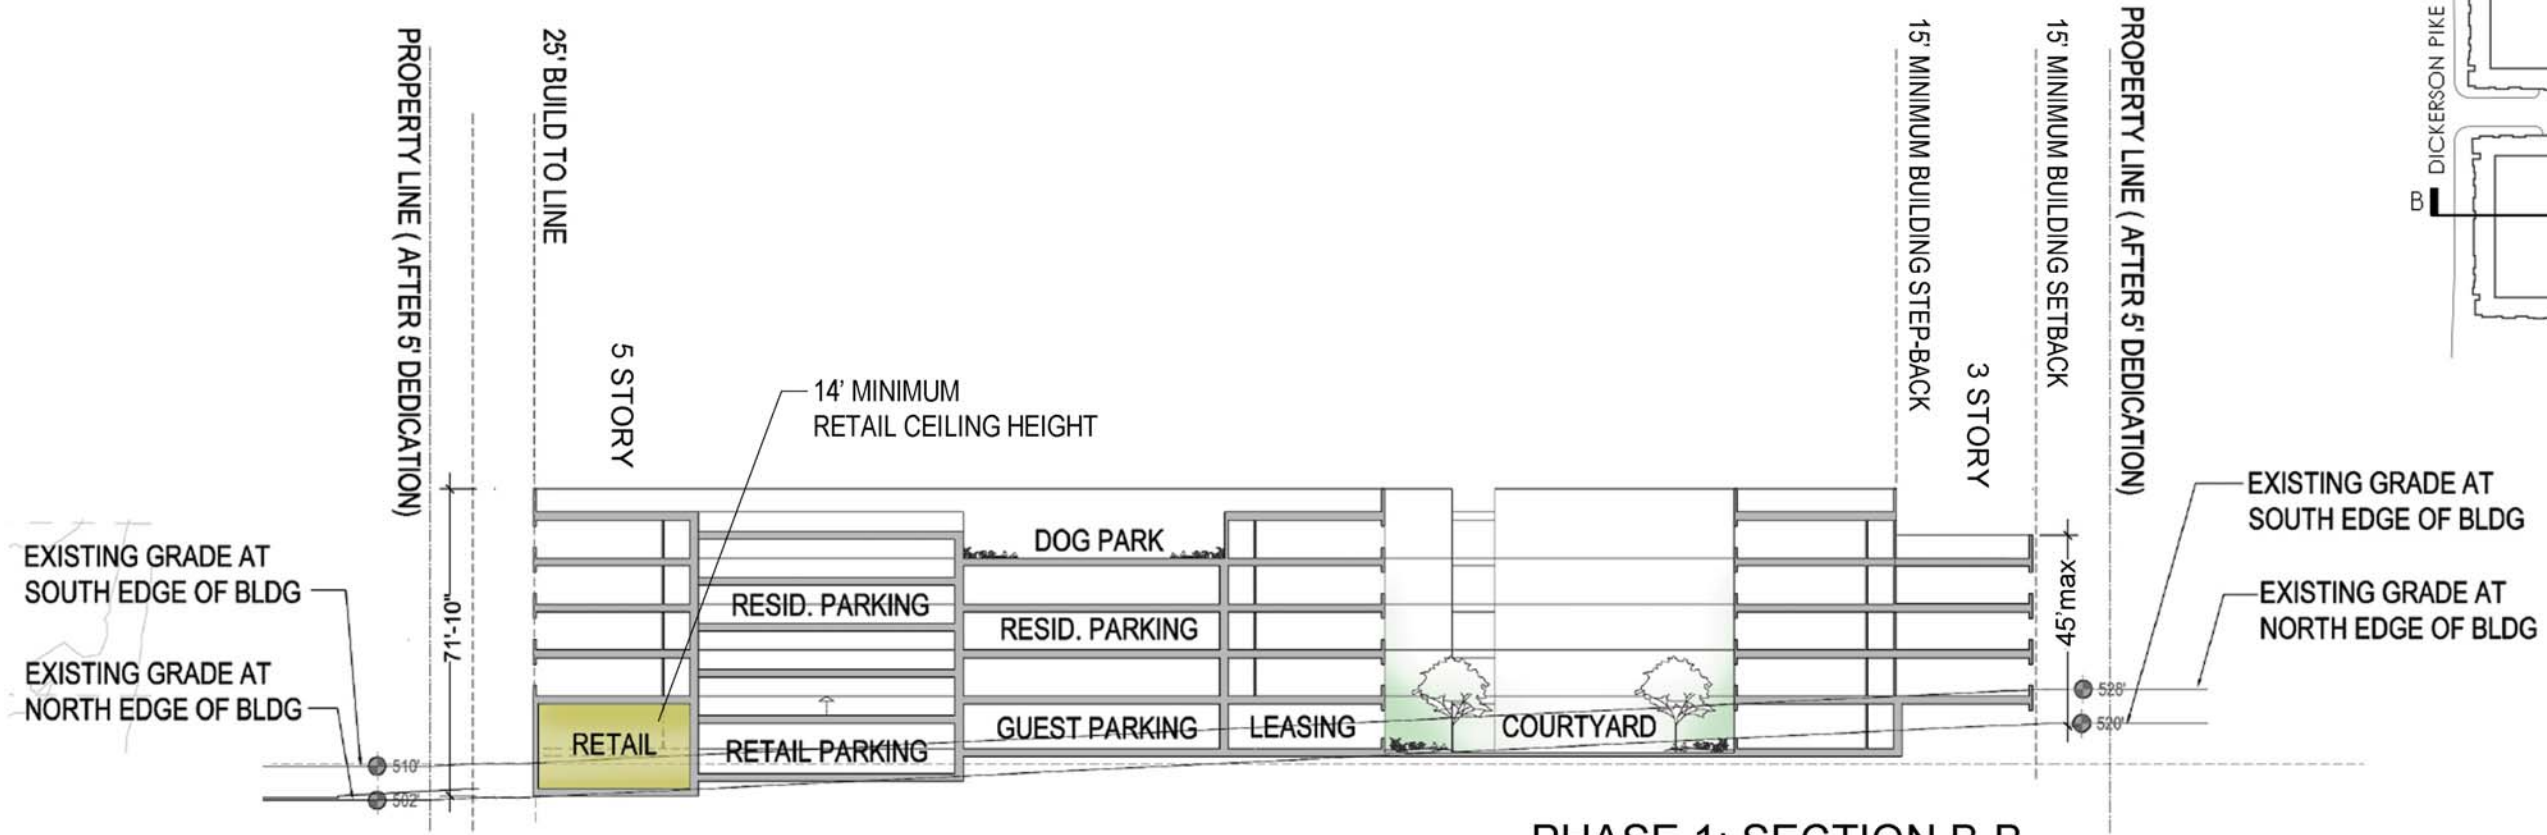 PROPERTY LINE ( AFTER 5' DEDICATION)
25' BUILD TO LINE
5 STORY
14' MINIMUM
RETAIL CEILING HEIGHT
15' MINIMUM BUILDING STEP-BACK
3 STORY
15' MINIMUM BUILDING SETBACK
PROPERTY LINE ( AFTER 5' DEDICATION)
DICKERSON PIKE
B
EXISTING GRADE AT
SOUTH EDGE OF BLDG
EXISTING GRADE AT
NORTH EDGE OF BLDG
510'
502'
71'-10"
DOG PARK
RESID. PARKING
RESID. PARKING
RETAIL
RETAIL PARKING
GUEST PARKING
LEASING
COURTYARD
45'max
EXISTING GRADE AT
SOUTH EDGE OF BLDG
EXISTING GRADE AT
NORTH EDGE OF BLDG
528'
520'
PHASE 1: SECTION B-B